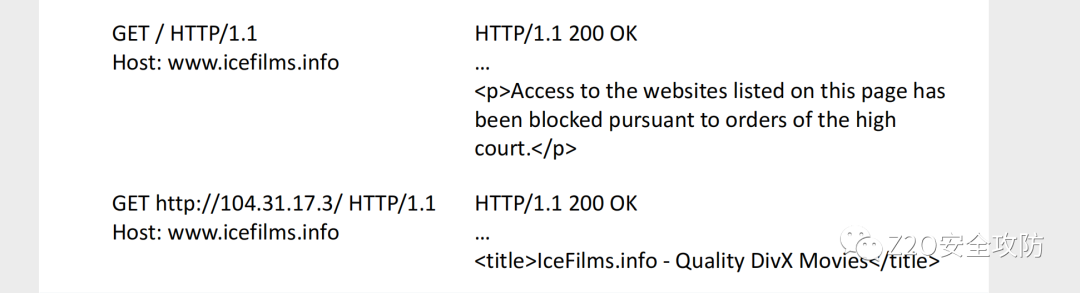 GET / HTTP/1.1
Host: www.icefilms.info
HTTP/1.1 200 OK
...
<p>Access to the websites listed on this page has
been blocked pursuant to orders of the high
court.</p>
GET http://104.31.17.3/ HTTP/1.1
Host: www.icefilms.info
HTTP/1.1 200 OK
...
<title>IceFilms.info - Quality DivX Movies</title>
Z2O安全攻防